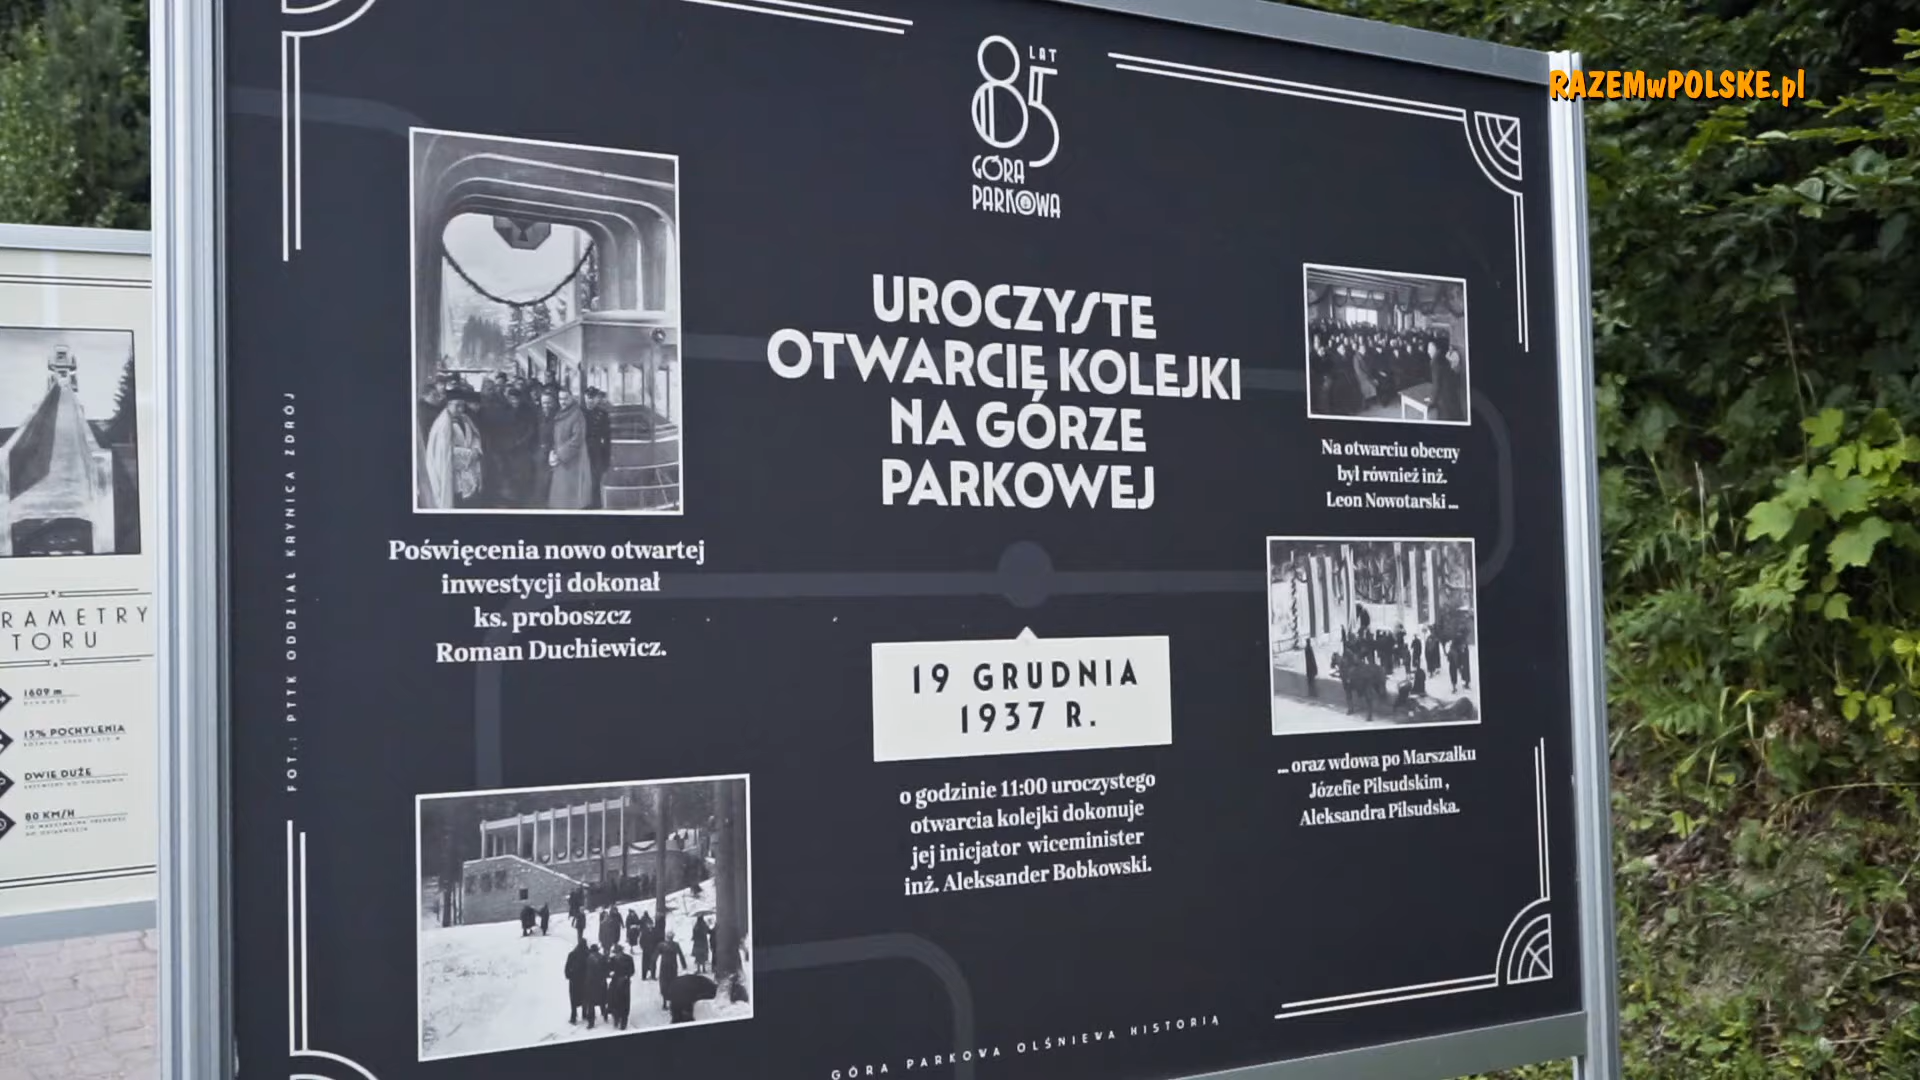 RAZEMwPOLSKE.pl
85 LAT
GÓRA
PARKOWA
UROCZYSTE
OTWARCIE KOLEJKI
NA GÓRZE
PARKOWEJ
Poświęcenia nowo otwartej
inwestycji dokonał
ks. proboszcz
Roman Duchiewicz.
19 GRUDNIA
1937 R.
o godzinie 11:00 uroczystego
otwarcia kolejki dokonuje
jej inicjator wiceminister
inż. Aleksander Bobkowski.
Na otwarciu obecny
był również inż.
Leon Nowotarski ...
... oraz wdowa po Marszałku
Józefie Piłsudskim,
Aleksandra Piłsudska.
FOT.: PTTK ODDZIAŁ KRYNICA ZDRÓJ
GÓRA PARKOWA OLŚNIEWA HISTORIĄ
RAMETRY
TORU
1609 m
15% POCHYLENIA
DWIE DUŻE
80 KM/H